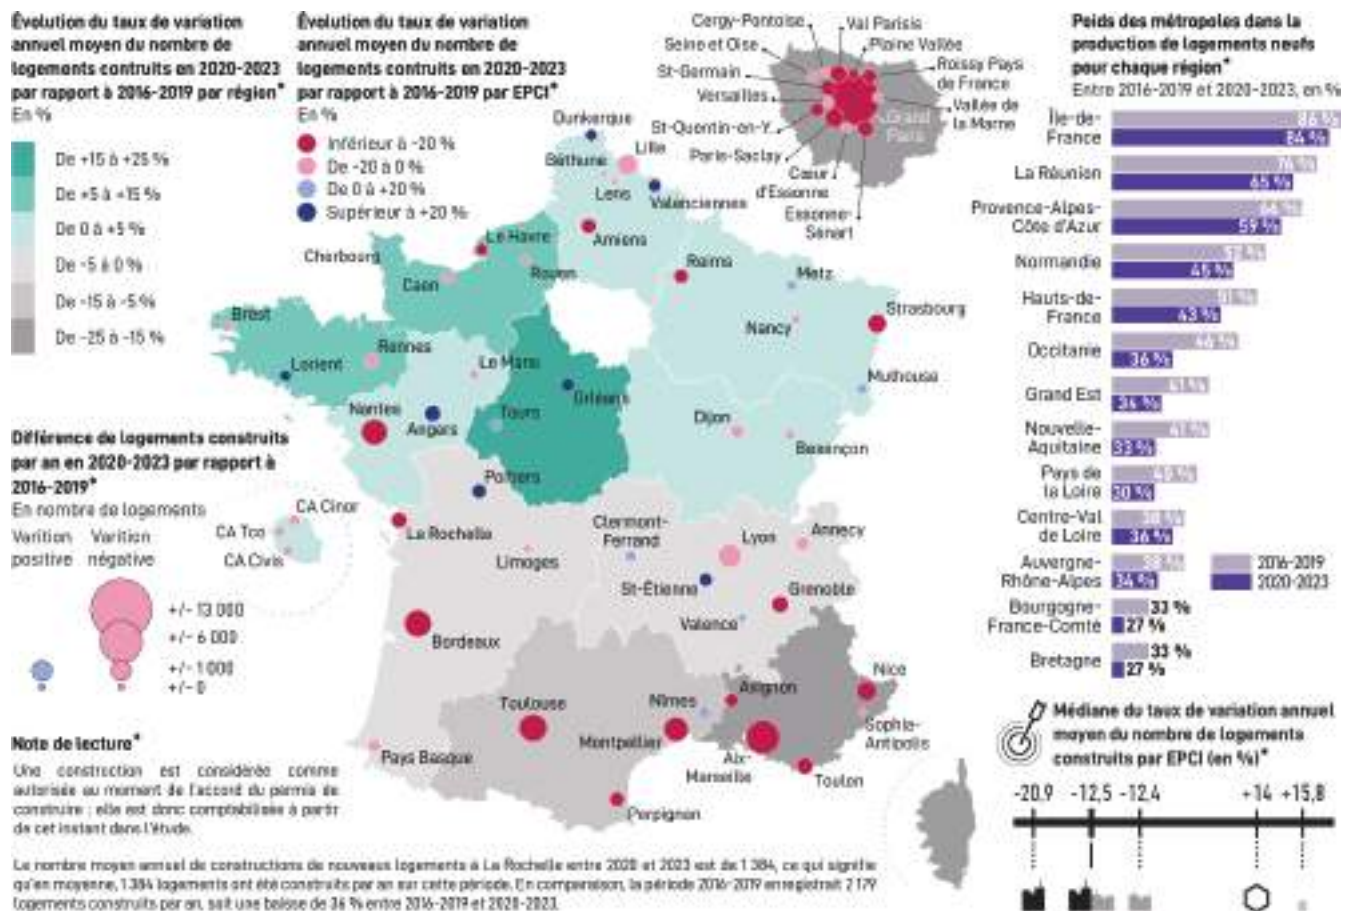 Évolution du taux de variation
annuel moyen du nombre de
logements contruits en 2020-2023
par rapport à 2016-2019 par région*
En %
De +15 à +25 %
De +5 à +15 %
De 0 à +5 %
De -5 à 0 %
De -15 à -5 %
De -25 à -15 %
Évolution du taux de variation
annuel moyen du nombre de
logements contruits en 2020-2023
par rapport à 2016-2019 par EPCI*
En %
Inférieur à -20 %
De -20 à 0 %
De 0 à +20 %
Supérieur à +20 %
Cergy-Pontoise
Val Parisis
Seine et Oise
Plaine Vallée
St-Germain
Roissy Pays
de France
Versailles
Vallée de
la Marne
Grand
Paris
St-Quentin-en-Y.
Paris-Saclay
Cœur
d'Essonne
Essonne-
Sénart
Dunkerque
Lille
Béthune
Lens
Valenciennes
Amiens
Le Havre
Cherbourg
Rouen
Caen
Reims
Metz
Strasbourg
Nancy
Brest
Rennes
Le Mans
Lorient
Mulhouse
Orléans
Nantes
Tours
Dijon
Angers
Besançon
Poitiers
La Rochelle
Clermont-
Ferrand
Lyon
Annecy
Limoges
St-Étienne
Grenoble
Valence
Bordeaux
Nice
Avignon
Nîmes
Toulouse
Sophia-
Antipolis
Montpellier
Aix-
Marseille
Pays Basque
Toulon
Perpignan
Différence de logements construits
par an en 2020-2023 par rapport à
2016-2019*
En nombre de logements
Varition
positive
Varition
négative
+/- 13 000
+/- 6 000
+/- 1 000
+/- 0
CA Cinor
CA Tco
CA Civis
Note de lecture*
Une construction est considérée comme
autorisée au moment de l'accord du permis de
construire ; elle est donc comptabilisée à partir
de cet instant dans l'étude.
Le nombre moyen annuel de constructions de nouveaux logements à La Rochelle entre 2020 et 2023 est de 1 384, ce qui signifie
qu'en moyenne, 1 384 logements ont été construits par an sur cette période. En comparaison, la période 2016-2019 enregistrait 2 179
logements construits par an, soit une baisse de 36 % entre 2016-2019 et 2020-2023.
Poids des métropoles dans la
production de logements neufs
pour chaque région*
Entre 2016-2019 et 2020-2023, en %
Île-de-
France
86 %
84 %
La Réunion
76 %
65 %
Provence-Alpes-
Côte d'Azur
59 %
Normandie
45 %
Hauts-de-
France
51 %
43 %
Occitanie
46 %
36 %
Grand Est
41 %
34 %
Nouvelle-
Aquitaine
41 %
33 %
Pays de
la Loire
40 %
30 %
Centre-Val
de Loire
38 %
36 %
Auvergne-
Rhône-Alpes
38 %
34 %
Bourgogne-
France-Comté
33 %
27 %
Bretagne
33 %
27 %
2016-2019
2020-2023
Médiane du taux de variation annuel
moyen du nombre de logements
construits par EPCI (en %)*
-20,9 -12,5 -12,4 +14 +15,8